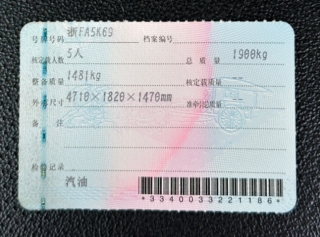 号牌号码 浙FA5K69 档案编号
核定载人数 5人 总质量 1900kg
整备质量 1481kg 核定载质量 --
外廓尺寸 4710×1820×1470mm 准牵引总质量 --
备注
检验记录
汽油
*3340033221186*